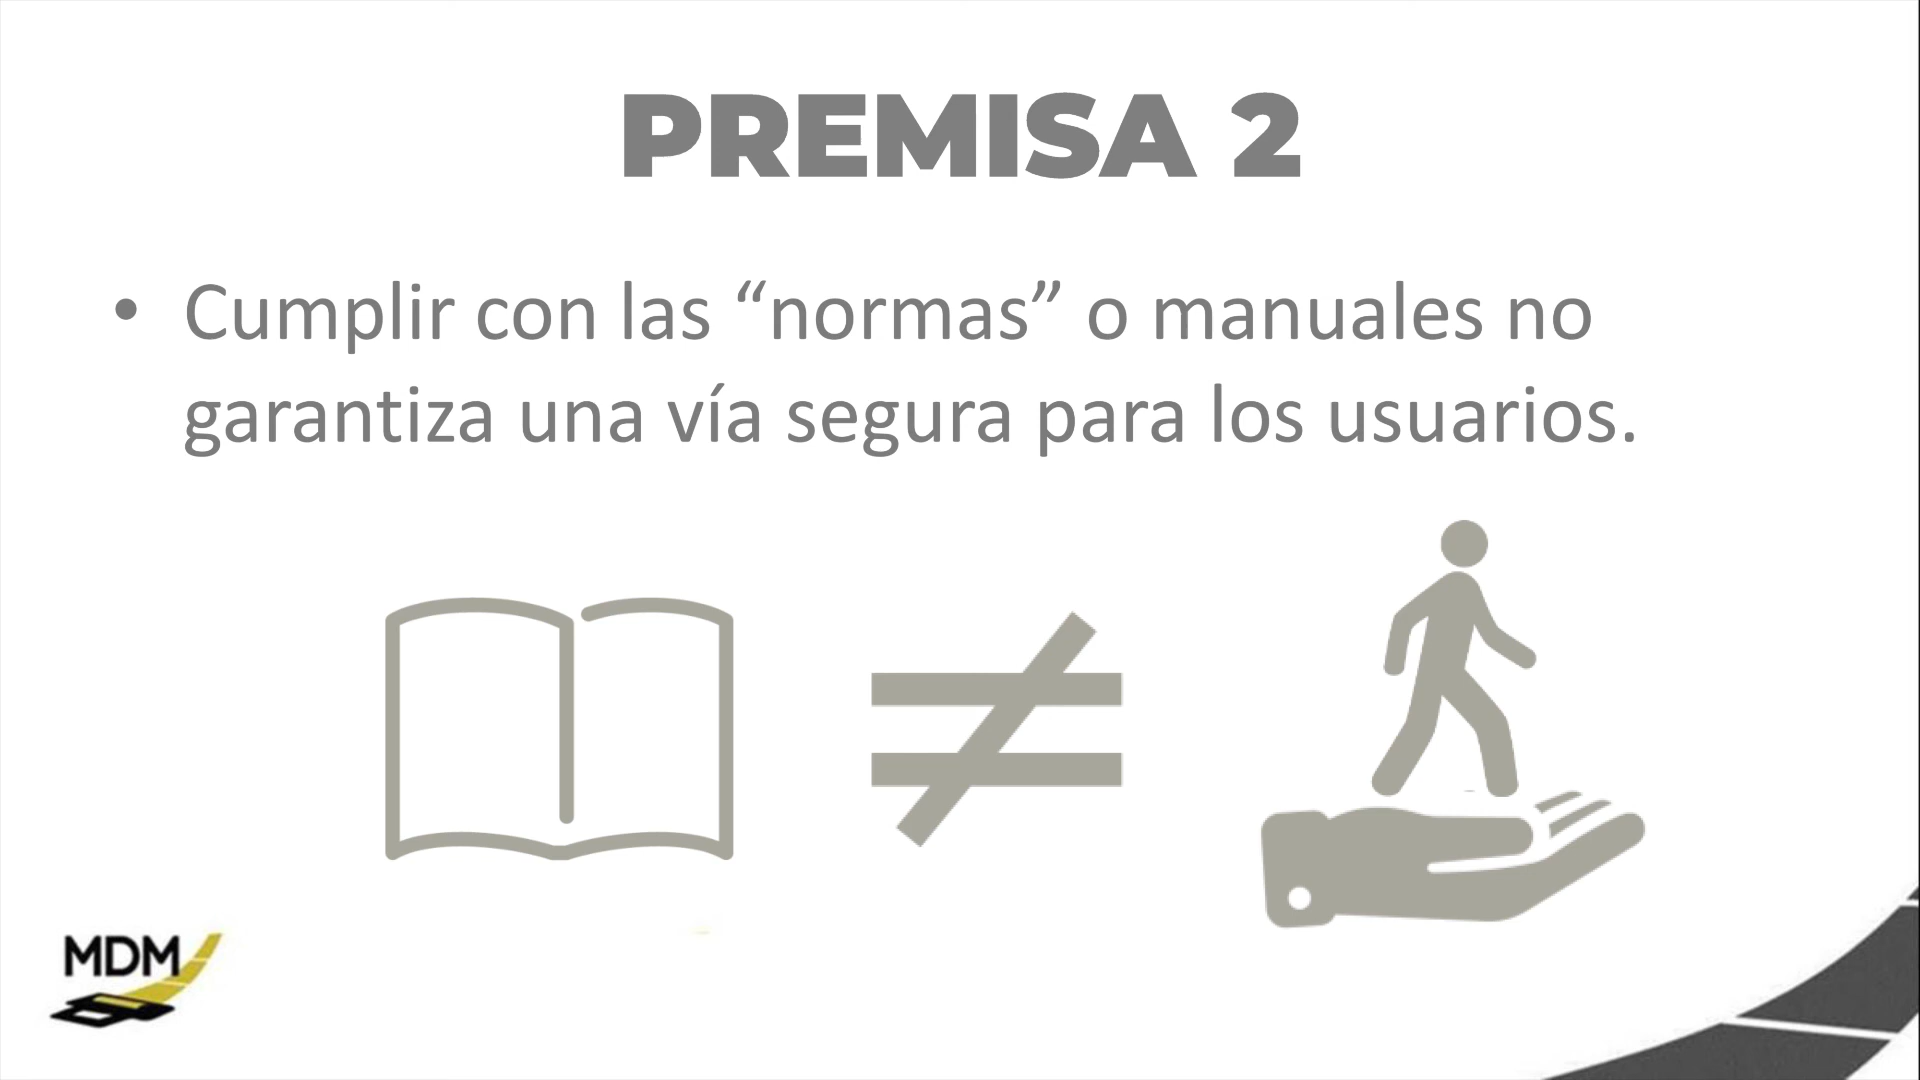 PREMISA 2
• Cumplir con las “normas” o manuales no
garantiza una vía segura para los usuarios.
≠
MDM